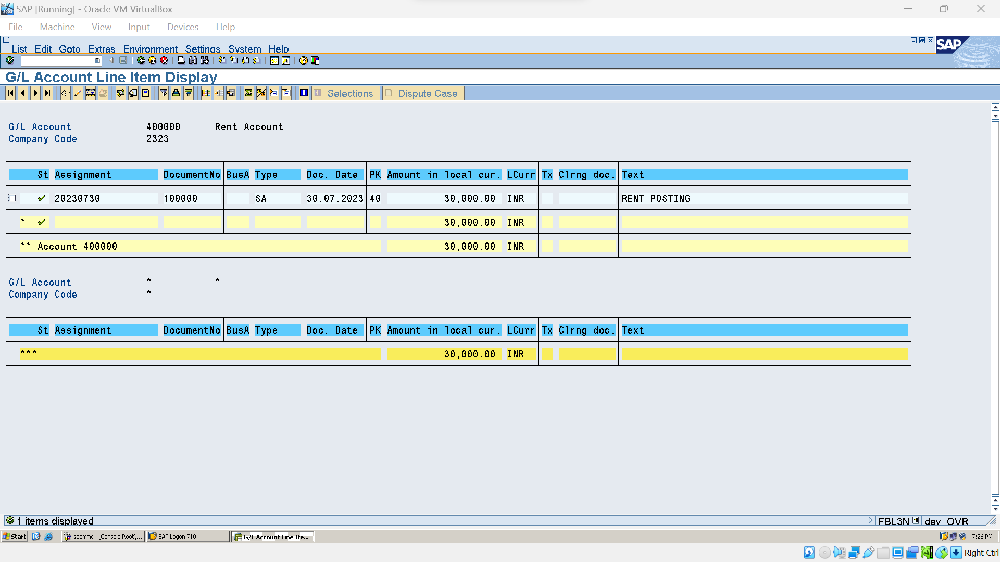 SAP [Running] - Oracle VM VirtualBox
File Machine View Input Devices Help
List Edit Goto Extras Environment Settings System Help
SAP
G/L Account Line Item Display
Selections Dispute Case
G/L Account 400000 Rent Account
Company Code 2323
St Assignment DocumentNo BusA Type Doc. Date PK Amount in local cur. LCurr Tx Clrng doc. Text
20230730 100000 SA 30.07.2023 40 30,000.00 INR RENT POSTING
* 30,000.00 INR
** Account 400000 30,000.00 INR
G/L Account * *
Company Code *
St Assignment DocumentNo BusA Type Doc. Date PK Amount in local cur. LCurr Tx Clrng doc. Text
*** 30,000.00 INR
1 items displayed
FBL3N dev OVR
Start sapmmc - [Console Root\... SAP Logon 710 G/L Account Line Ite... 7:26 PM
Right Ctrl